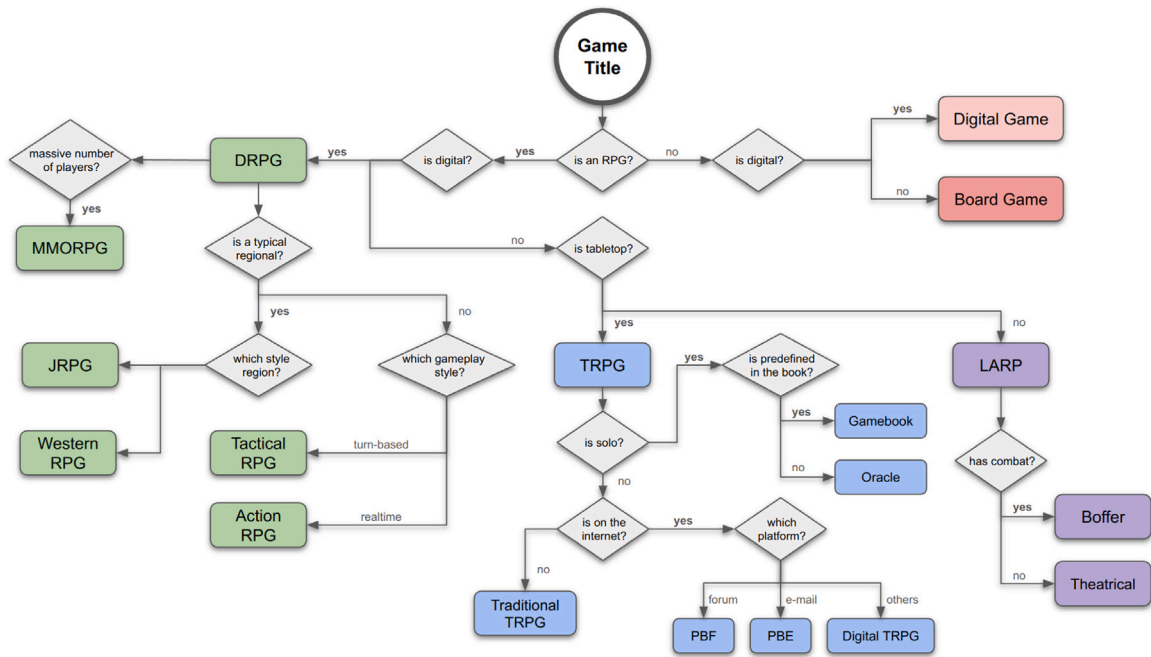 Game
Title
yes
Digital Game
massive number
of players?
DRPG
yes
is digital?
yes
is an RPG?
no
is digital?
no
Board Game
yes
MMORPG
is a typical
regional?
no
is tabletop?
yes
no
yes
no
JRPG
which style
region?
which gameplay
style?
TRPG
yes
is predefined
in the book?
LARP
yes
Gamebook
Western
RPG
Tactical
RPG
turn-based
is solo?
no
Oracle
has combat?
no
Action
RPG
realtime
is on the
internet?
yes
which
platform?
yes
Boffer
no
no
Theatrical
Traditional
TRPG
forum
e-mail
others
PBF
PBE
Digital TRPG